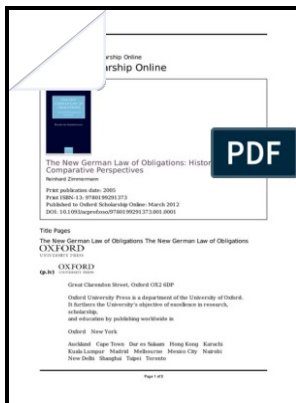 rship Online
arship Online
PDF
The New German Law of Obligations: Histor
Comparative Perspectives
Reinhard Zimmermann
Print publication date: 2005
Print ISBN-13: 9780199291373
Published to Oxford Scholarship Online: March 2012
DOI: 10.1093/acprof:oso/9780199291373.001.0001
Title Pages
The New German Law of Obligations The New German Law of Obligations
OXFORD
UNIVERSITY PRESS
(p.iv) OXFORD
UNIVERSITY PRESS
Great Clarendon Street, Oxford OX2 6DP
Oxford University Press is a department of the University of Oxford.
It furthers the University's objective of excellence in research,
scholarship,
and education by publishing worldwide in
Oxford New York
Auckland Cape Town Dar es Salaam Hong Kong Karachi
Kuala Lumpur Madrid Melbourne Mexico City Nairobi
New Delhi Shanghai Taipei Toronto